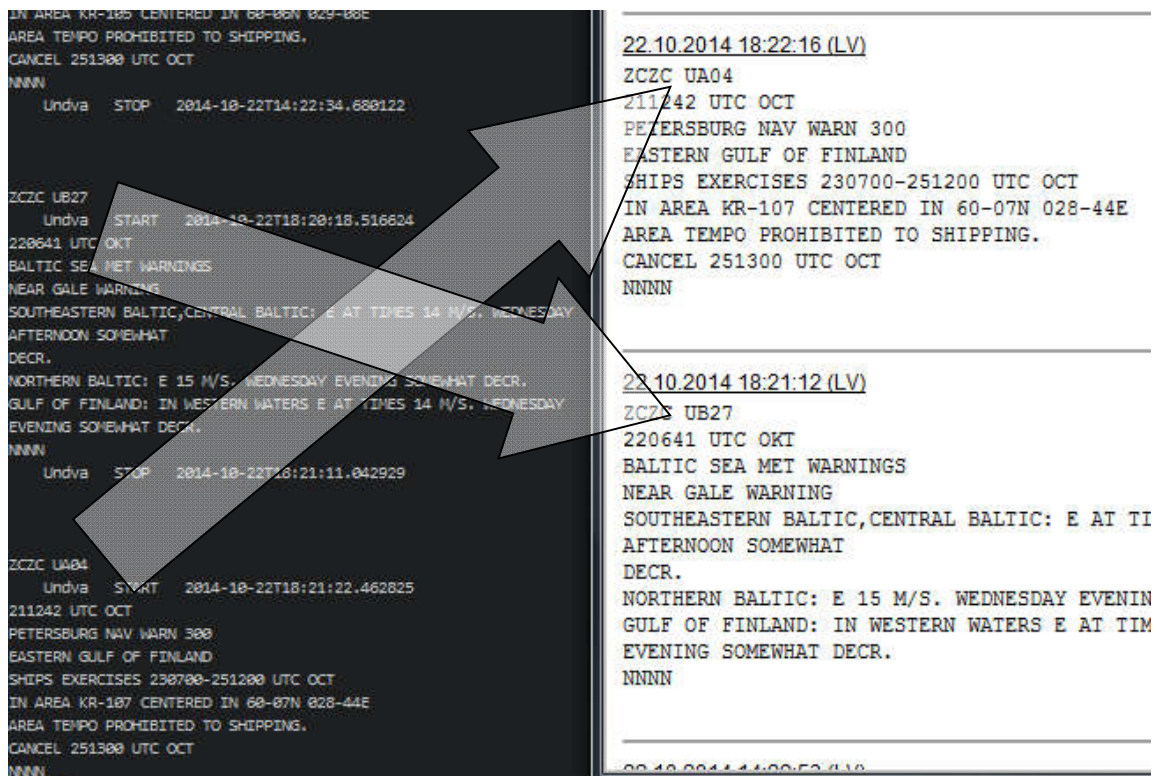 IN AREA KR-105 CENTERED IN 60-06N 029-08E
AREA TEMPO PROHIBITED TO SHIPPING.
CANCEL 251300 UTC OCT
NNNN
Undva STOP 2014-10-22T14:22:34.680122
ZCZC UB27
Undva START 2014-10-22T18:20:18.516624
220641 UTC OKT
BALTIC SEA MET WARNINGS
NEAR GALE WARNING
SOUTHEASTERN BALTIC,CENTRAL BALTIC: E AT TIMES 14 M/S. WEDNESDAY
AFTERNOON SOMEWHAT
DECR.
NORTHERN BALTIC: E 15 M/S. WEDNESDAY EVENING SOMEWHAT DECR.
GULF OF FINLAND: IN WESTERN WATERS E AT TIMES 14 M/S. WEDNESDAY
EVENING SOMEWHAT DECR.
NNNN
Undva STOP 2014-10-22T18:21:11.042929
ZCZC UA04
Undva START 2014-10-22T18:21:22.462825
211242 UTC OCT
PETERSBURG NAV WARN 300
EASTERN GULF OF FINLAND
SHIPS EXERCISES 230700-251200 UTC OCT
IN AREA KR-107 CENTERED IN 60-07N 028-44E
AREA TEMPO PROHIBITED TO SHIPPING.
CANCEL 251300 UTC OCT
NNNN
22.10.2014 18:22:16 (LV)
ZCZC UA04
211242 UTC OCT
PETERSBURG NAV WARN 300
EASTERN GULF OF FINLAND
SHIPS EXERCISES 230700-251200 UTC OCT
IN AREA KR-107 CENTERED IN 60-07N 028-44E
AREA TEMPO PROHIBITED TO SHIPPING.
CANCEL 251300 UTC OCT
NNNN
22.10.2014 18:21:12 (LV)
ZCZC UB27
220641 UTC OKT
BALTIC SEA MET WARNINGS
NEAR GALE WARNING
SOUTHEASTERN BALTIC,CENTRAL BALTIC: E AT TI
AFTERNOON SOMEWHAT
DECR.
NORTHERN BALTIC: E 15 M/S. WEDNESDAY EVENIN
GULF OF FINLAND: IN WESTERN WATERS E AT TIM
EVENING SOMEWHAT DECR.
NNNN